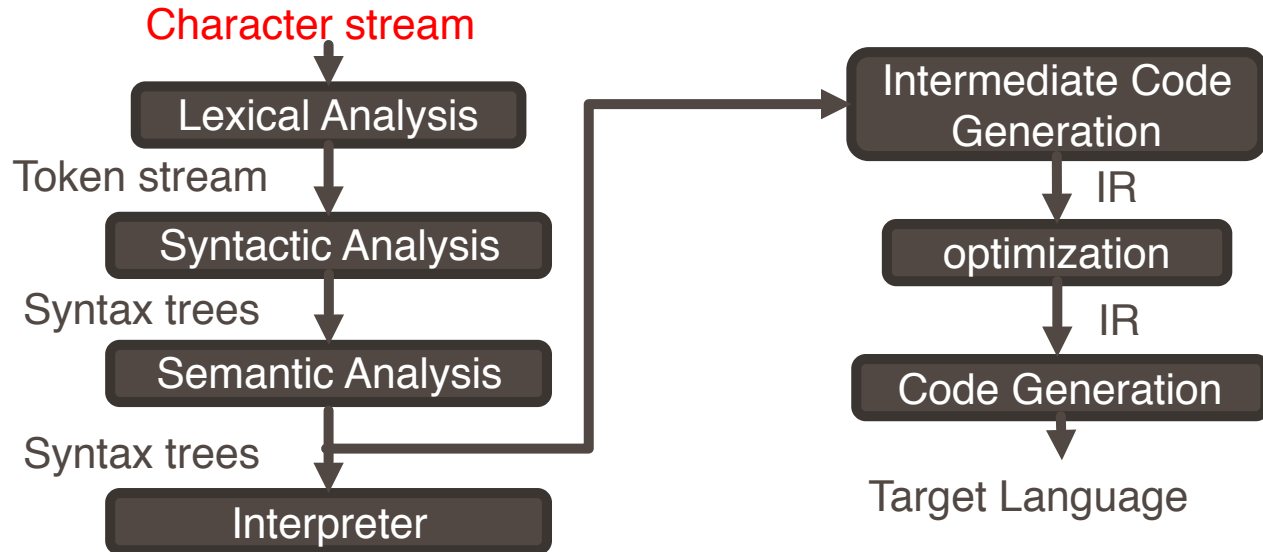 Character stream
Lexical Analysis
Token stream
Syntactic Analysis
Syntax trees
Semantic Analysis
Syntax trees
Interpreter
Intermediate Code
Generation
IR
optimization
IR
Code Generation
Target Language